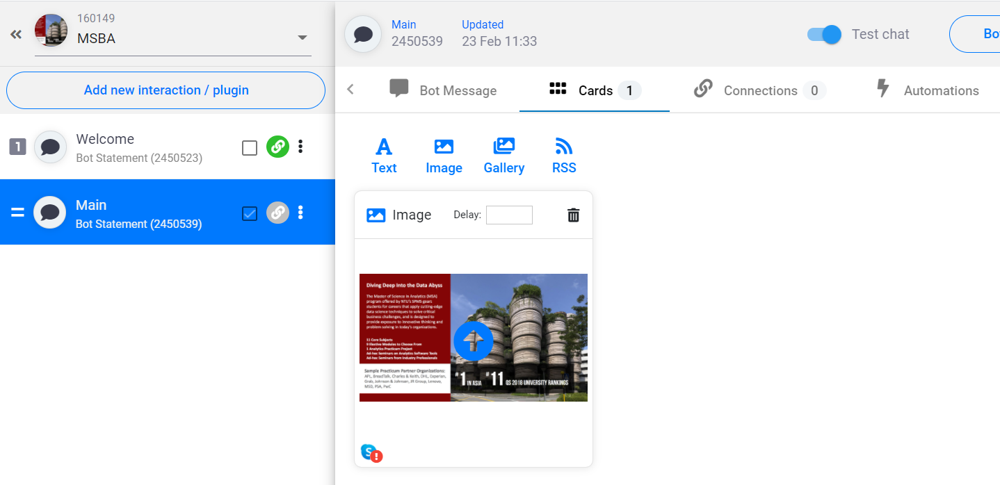 160149
MSBA
Add new interaction / plugin
1
Welcome
Bot Statement (2450523)
Main
Bot Statement (2450539)
Main
2450539
Updated
23 Feb 11:33
Test chat
Bo
Bot Message
Cards 1
Connections 0
Automations
Text
Image
Gallery
RSS
Image
Delay:
Diving Deep Into the Data Abyss
The Master of Science in Analytics (MSA)
program offered by NTU's SPMS gears
students for careers that apply cutting-edge
data science techniques to solve critical
business challenges, and is designed to
provide exposure to innovative thinking and
problem solving in today's organizations.
11 Core Subjects
9 Elective Modules to Choose From
1 Analytics Practicum Project
Ad-hoc Seminars on Analytics Software Tools
Ad-hoc Seminar from Industry Professionals
Sample Practicum Partner Organizations:
APL, BreadTalk, Charles & Keith, DHL, Experian,
Grab, Johnson & Johnson, JR Group, Lenovo,
MSD, PSA, PwC
#1 IN ASIA #11 QS 2018 UNIVERSITY RANKINGS
S